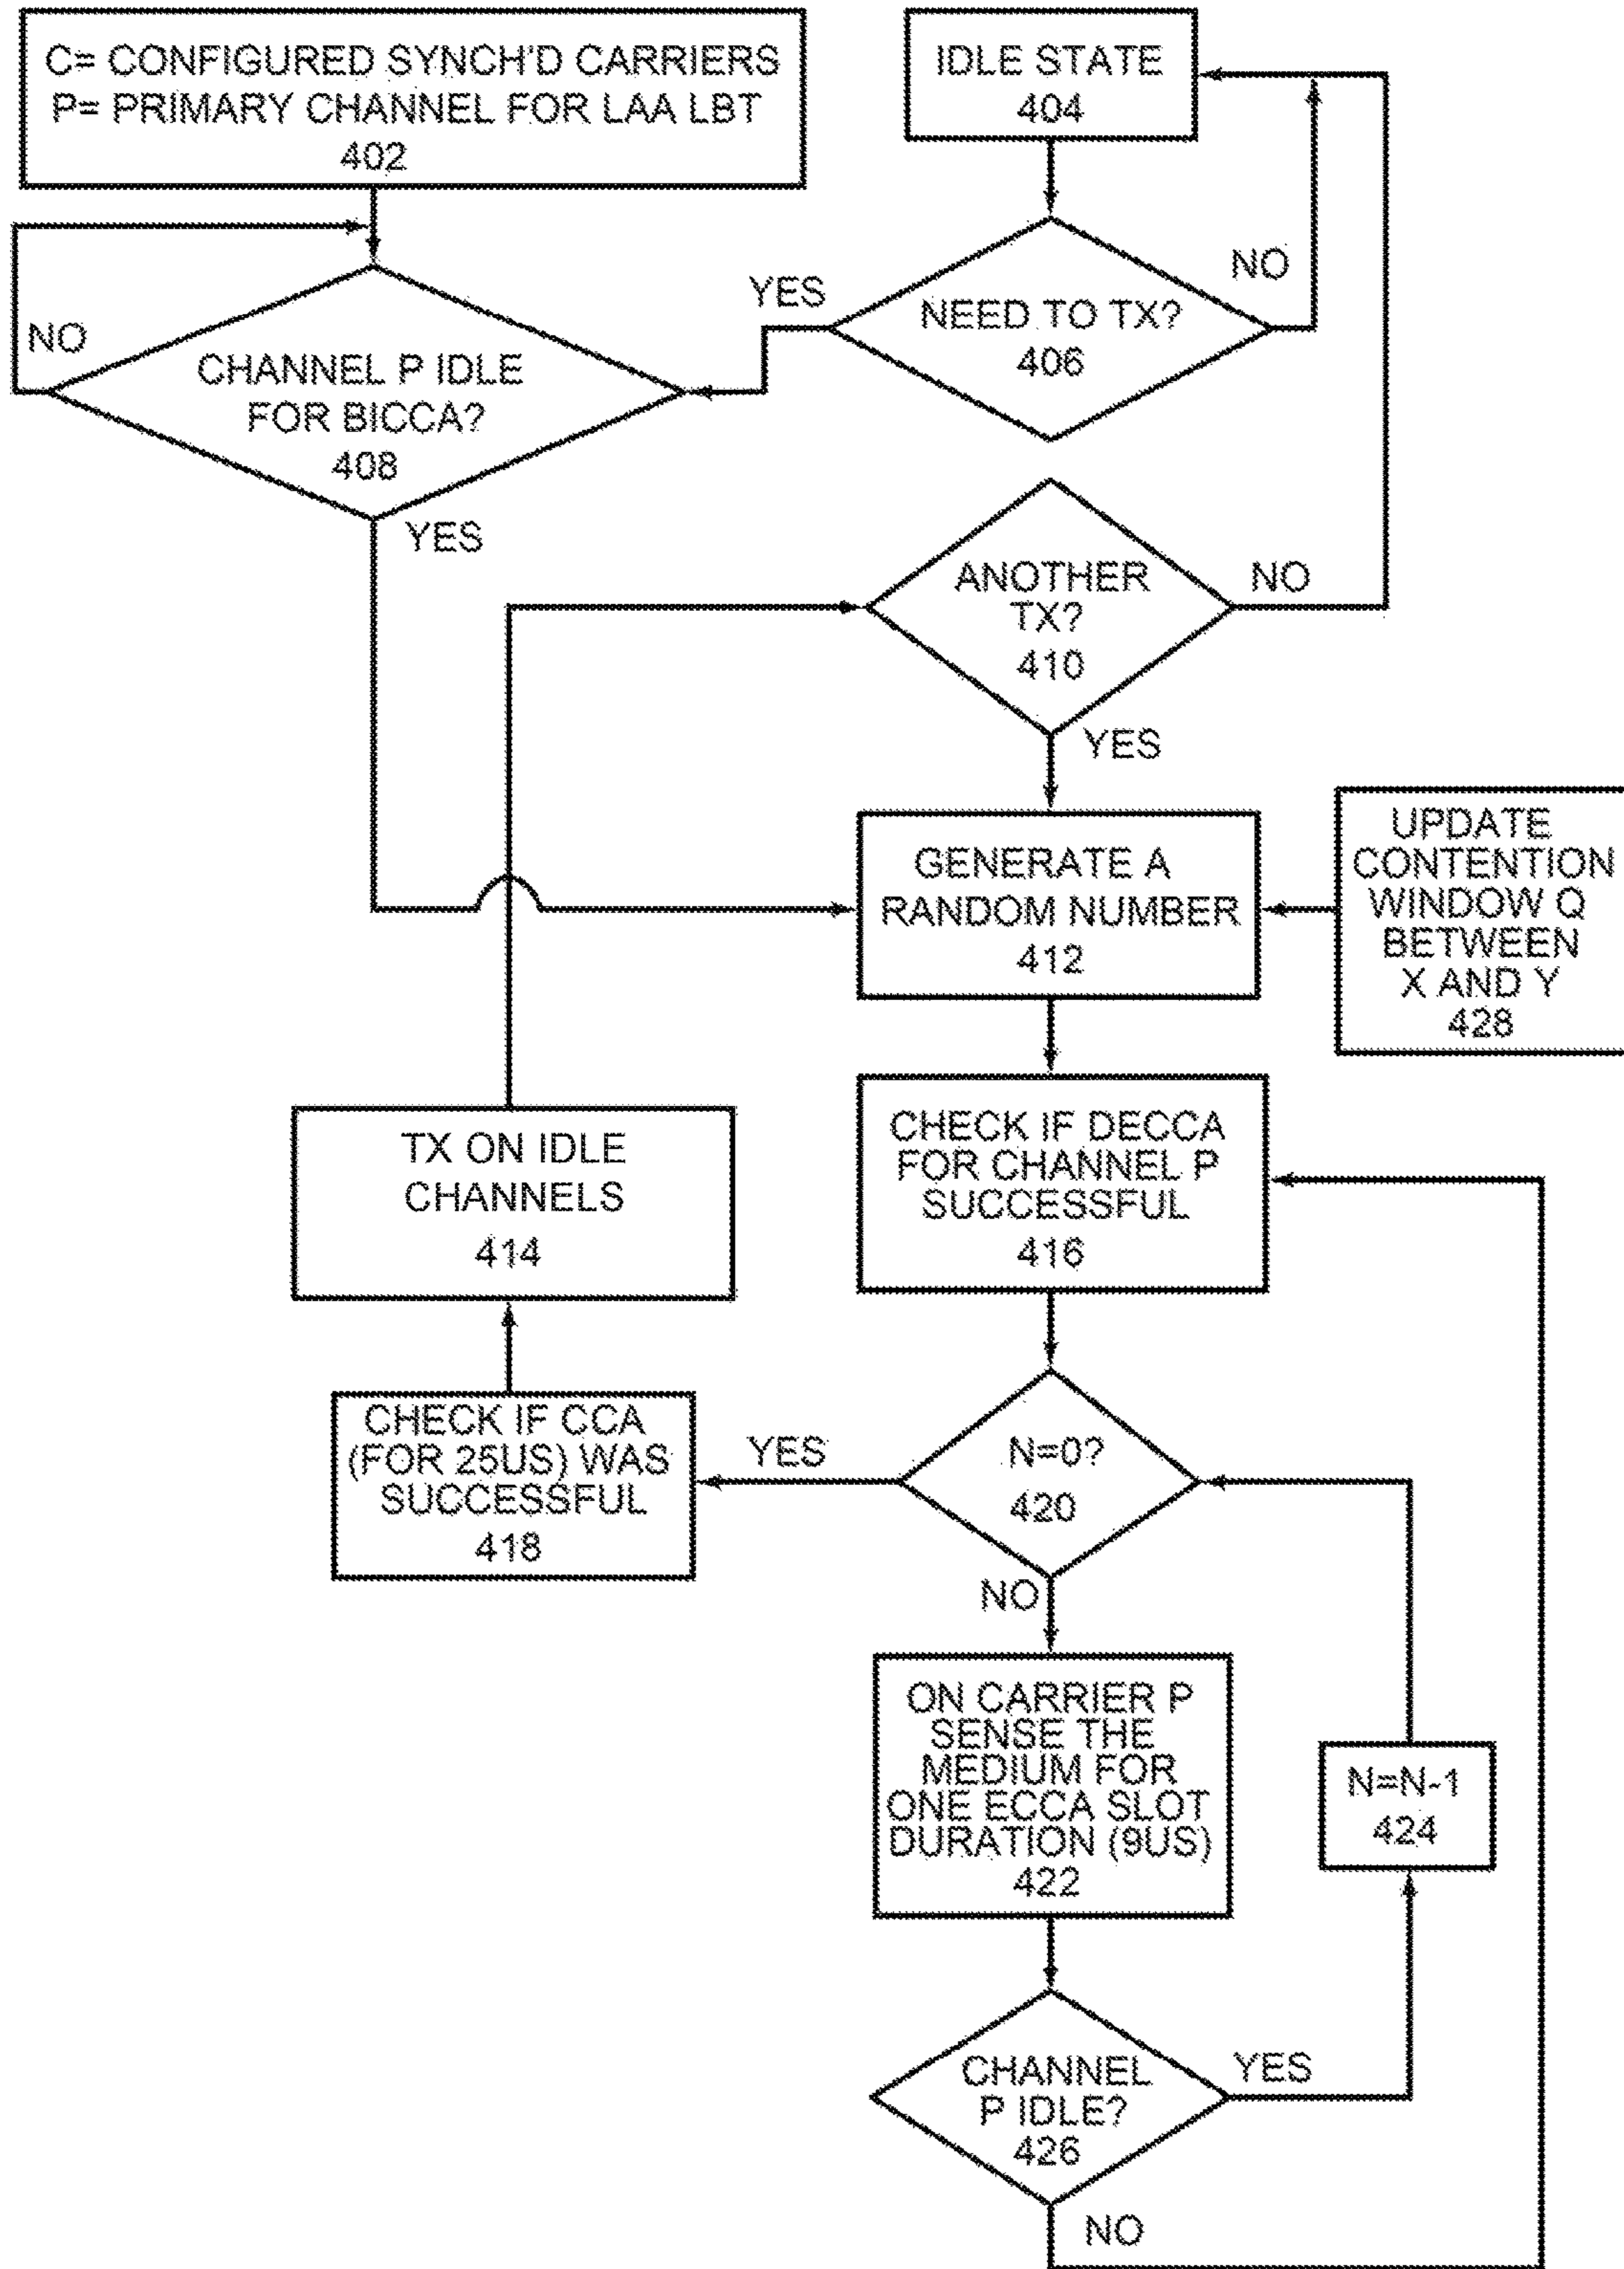 C= CONFIGURED SYNCH'D CARRIERS
P= PRIMARY CHANNEL FOR LAA LBT
402
IDLE STATE
404
NEED TO TX?
406
YES
NO
CHANNEL P IDLE
FOR BICCA?
408
NO
YES
ANOTHER
TX?
410
NO
YES
GENERATE A
RANDOM NUMBER
412
UPDATE
CONTENTION
WINDOW Q
BETWEEN
X AND Y
428
CHECK IF DECCA
FOR CHANNEL P
SUCCESSFUL
416
TX ON IDLE
CHANNELS
414
CHECK IF CCA
(FOR 25US) WAS
SUCCESSFUL
418
YES
N=0?
420
NO
ON CARRIER P
SENSE THE
MEDIUM FOR
ONE ECCA SLOT
DURATION (9US)
422
N=N-1
424
CHANNEL
P IDLE?
426
YES
NO